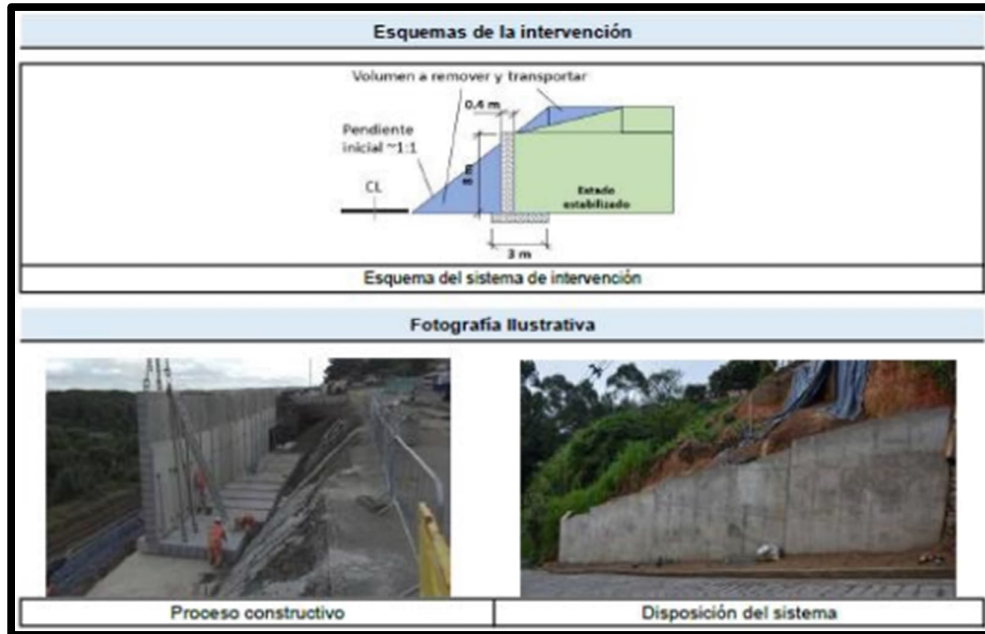 Esquemas de la intervención
Volumen a remover y transportar
0.4 m
Pendiente
inicial ~1:1
8 m
CL
Estado
estabilizado
3 m
Esquema del sistema de intervención
Fotografía Ilustrativa
Proceso constructivo
Disposición del sistema